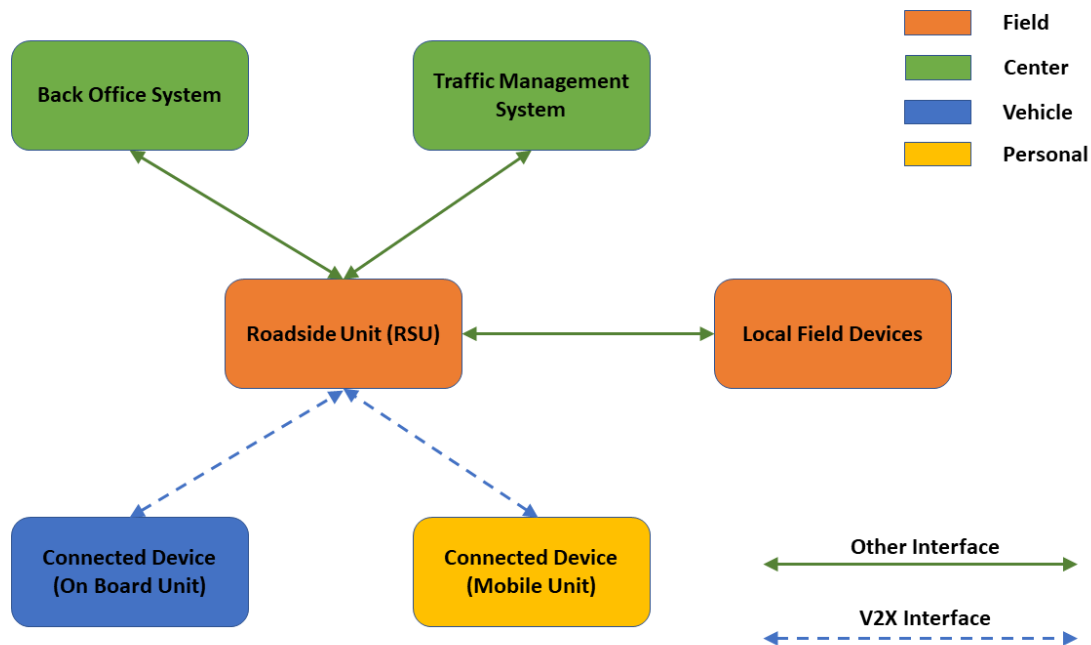 Field
Center
Vehicle
Personal
Back Office System
Traffic Management
System
Roadside Unit (RSU)
Local Field Devices
Connected Device
(On Board Unit)
Connected Device
(Mobile Unit)
Other Interface
V2X Interface